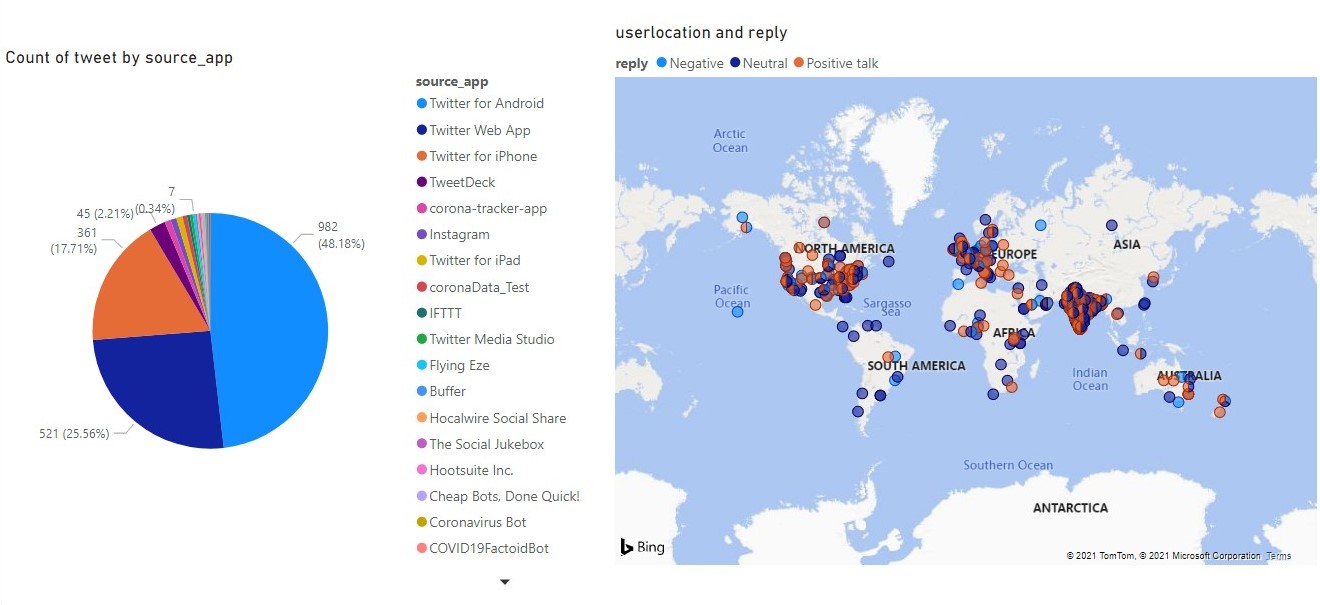 Count of tweet by source_app
7
(0.34%)
45 (2.21%)
361
(17.71%)
982
(48.18%)
521 (25.56%)
source_app
Twitter for Android
Twitter Web App
Twitter for iPhone
TweetDeck
corona-tracker-app
Instagram
Twitter for iPad
coronaData_Test
IFTTT
Twitter Media Studio
Flying Eze
Buffer
Hocalwire Social Share
The Social Jukebox
Hootsuite Inc.
Cheap Bots, Done Quick!
Coronavirus Bot
COVID19FactoidBot
userlocation and reply
reply Negative Neutral Positive talk
Arctic
Ocean
NORTH AMERICA
EUROPE
ASIA
Pacific
Ocean
Sargasso
Sea
AFRICA
SOUTH AMERICA
Indian
Ocean
AUSTRALIA
Southern Ocean
ANTARCTICA
Bing
© 2021 TomTom, © 2021 Microsoft Corporation Terms